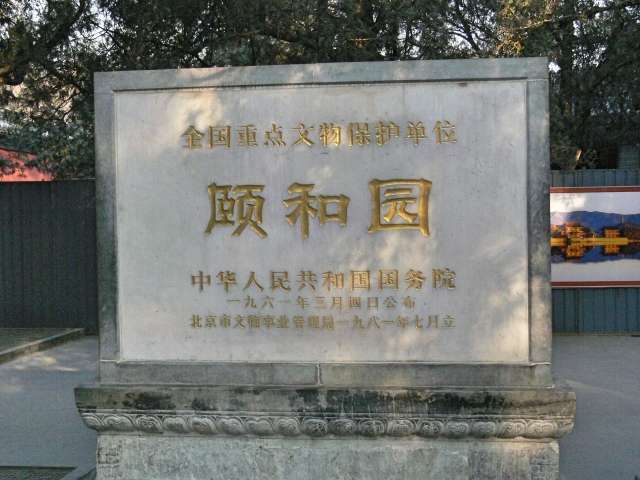 全国重点文物保护单位
颐和园
中华人民共和国国务院
一九六一年三月四日公布
北京市文物事业管理局一九八一年七月立